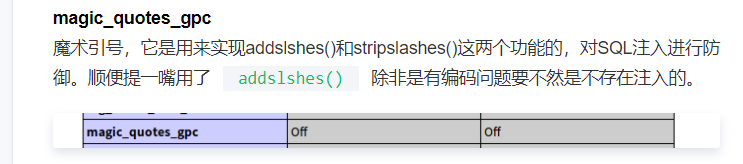 magic_quotes_gpc
魔术引号，它是用来实现addslshes()和stripslashes()这两个功能的，对SQL注入进行防
御。顺便提一嘴用了 addslshes() 除非是有编码问题要不然是不存在注入的。
magic_quotes_gpc Off Off